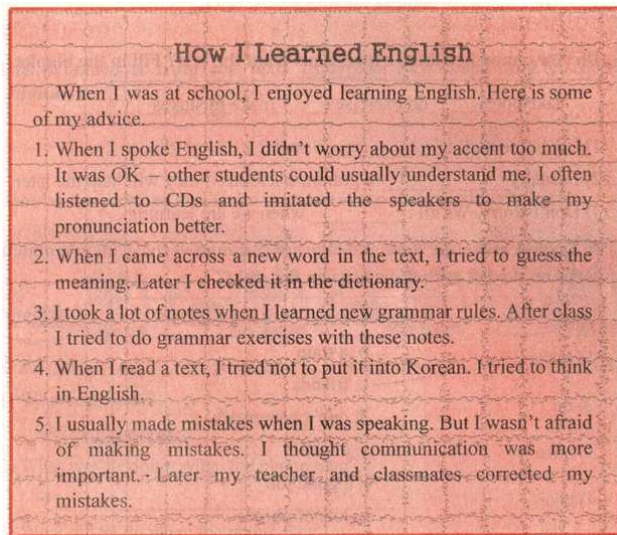 How I Learned English
When I was at school, I enjoyed learning English. Here is some
of my advice.
1. When I spoke English, I didn't worry about my accent too much.
It was OK – other students could usually understand me. I often
listened to CDs and imitated the speakers to make my
pronunciation better.
2. When I came across a new word in the text, I tried to guess the
meaning. Later I checked it in the dictionary.
3. I took a lot of notes when I learned new grammar rules. After class
I tried to do grammar exercises with these notes.
4. When I read a text, I tried not to put it into Korean. I tried to think
in English.
5. I usually made mistakes when I was speaking. But I wasn't afraid
of making mistakes. I thought communication was more
important. Later my teacher and classmates corrected my
mistakes.